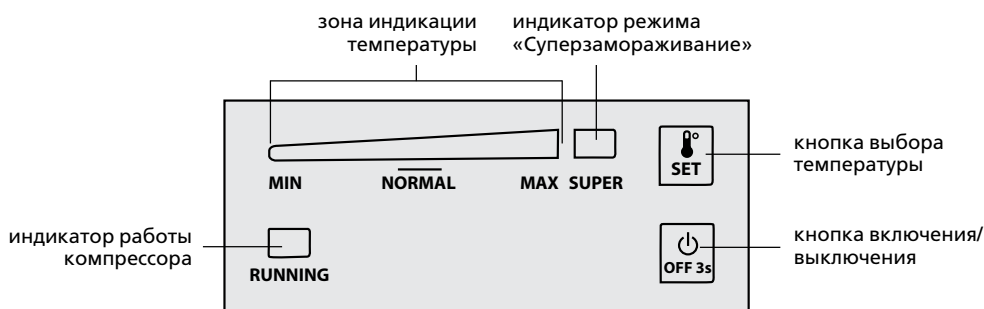 зона индикации
температуры
индикатор режима
«Суперзамораживание»
MIN
NORMAL
MAX
SUPER
SET
кнопка выбора
температуры
индикатор работы
компрессора
RUNNING
OFF 3s
кнопка включения/
выключения